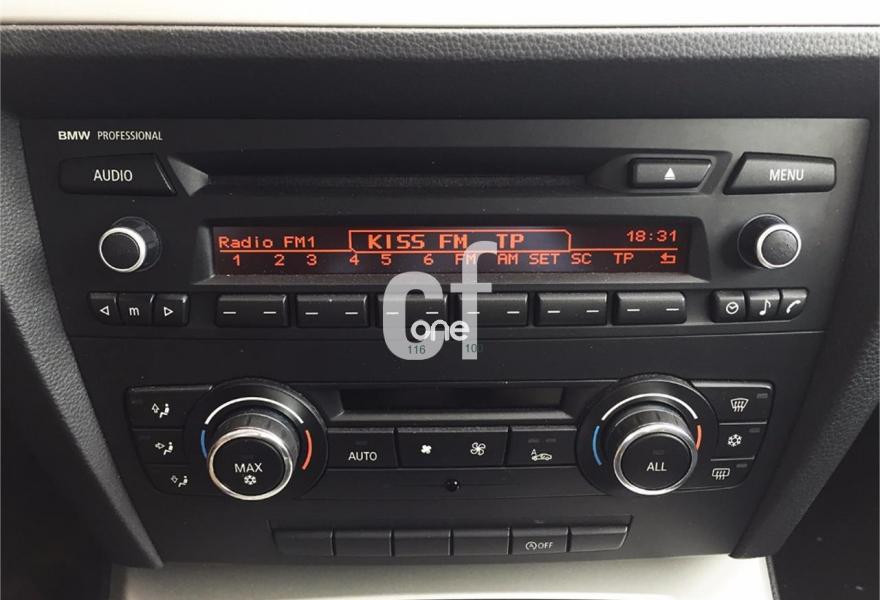 BMW PROFESSIONAL
AUDIO
MENU
Radio FM1 KISS FM TP 18:31
1 2 3 4 5 6 FM AM SET SC TP
m
cf
one
116
AUTO
MAX
ALL
A
OFF